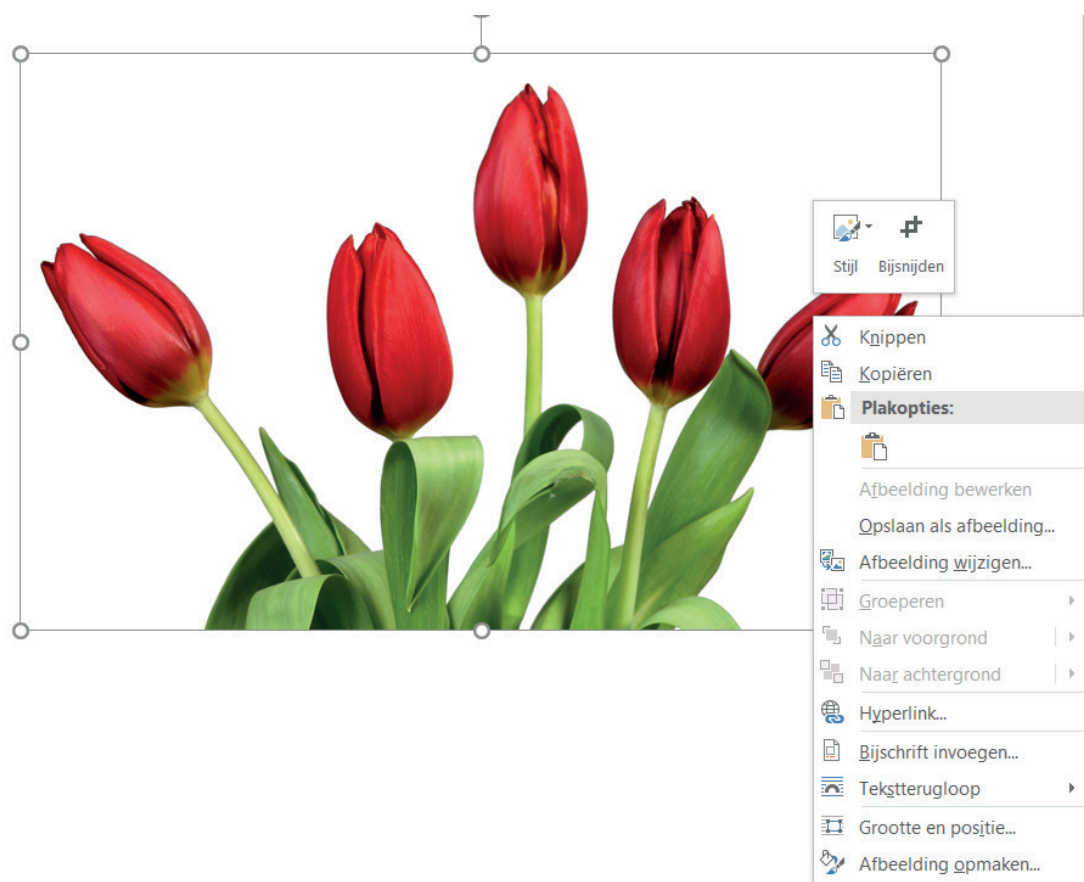 Stijl Bijsnijden
Knippen
Kopiëren
Plakopties:
Afbeelding bewerken
Opslaan als afbeelding...
Afbeelding wijzigen...
Groeperen
Naar voorgrond
Naar achtergrond
Hyperlink...
Bijschrift invoegen...
Tekstterugloop
Grootte en positie...
Afbeelding opmaken...